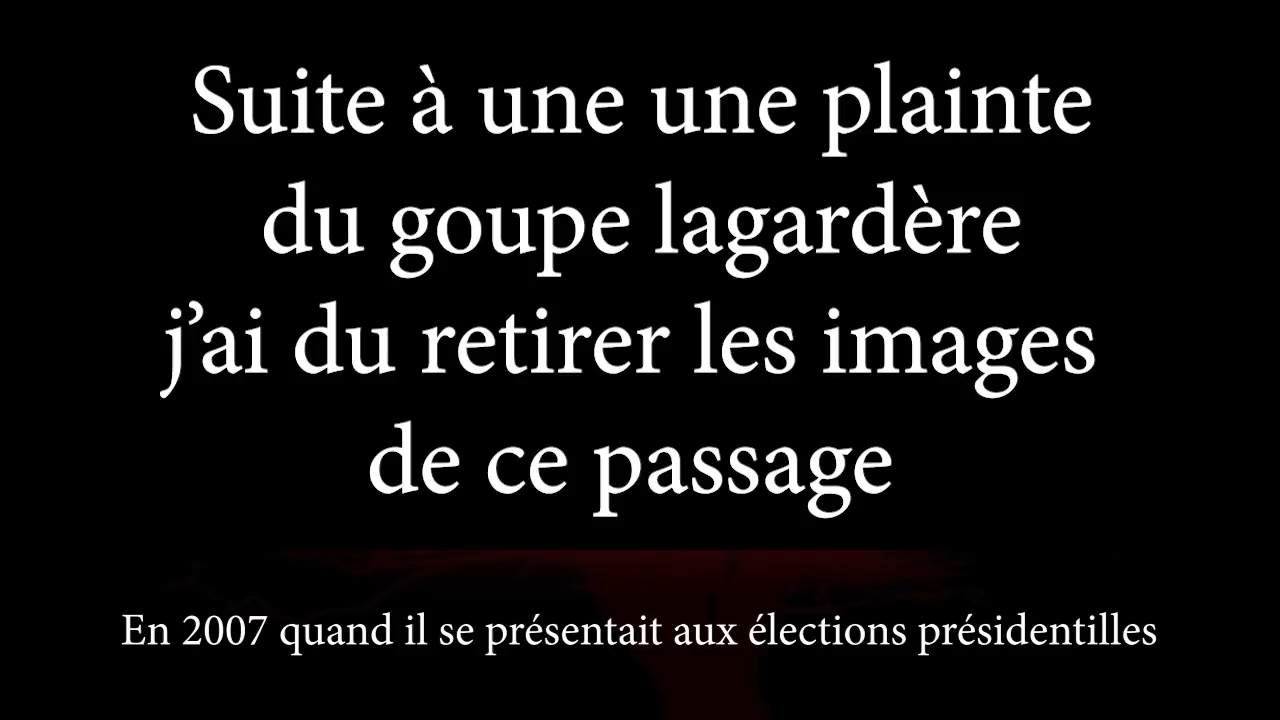 Suite à une une plainte
du goupe lagardère
j’ai du retirer les images
de ce passage
En 2007 quand il se présentait aux élections présidentilles